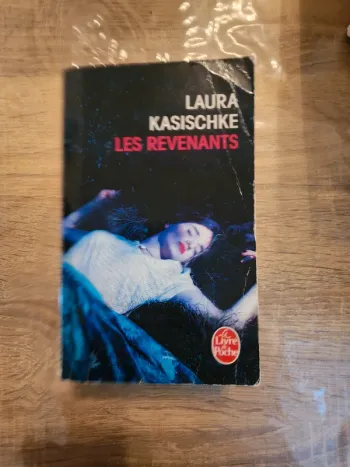 LAURA
KASISCHKE
LES REVENANTS
Le
Livre
de
Poche